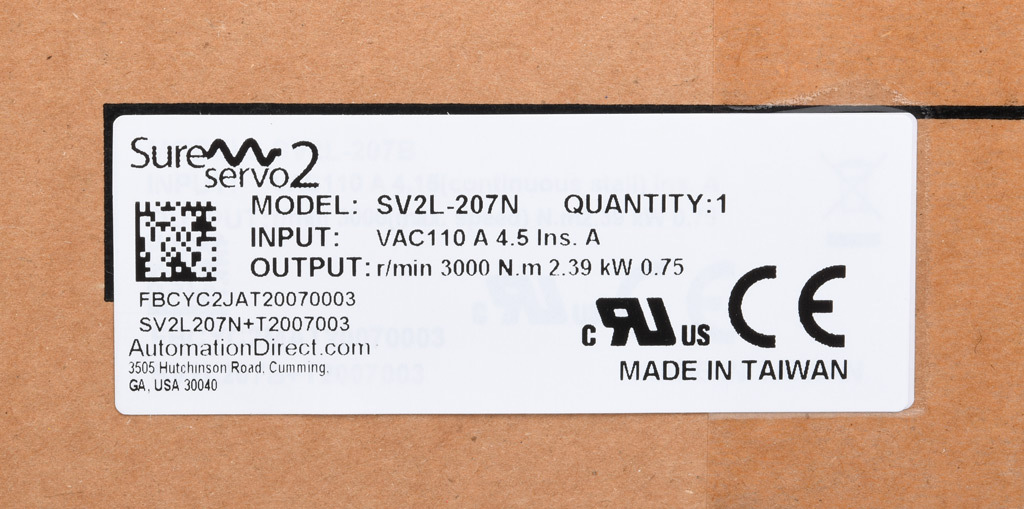 Sure servo 2
MODEL: SV2L-207N QUANTITY:1
INPUT: VAC110 A 4.5 Ins. A
OUTPUT: r/min 3000 N.m 2.39 kW 0.75
FBCYC2JAT20070003
SV2L207N+T2007003
AutomationDirect.com
3505 Hutchinson Road, Cumming,
GA, USA 30040
c RU US CE
MADE IN TAIWAN